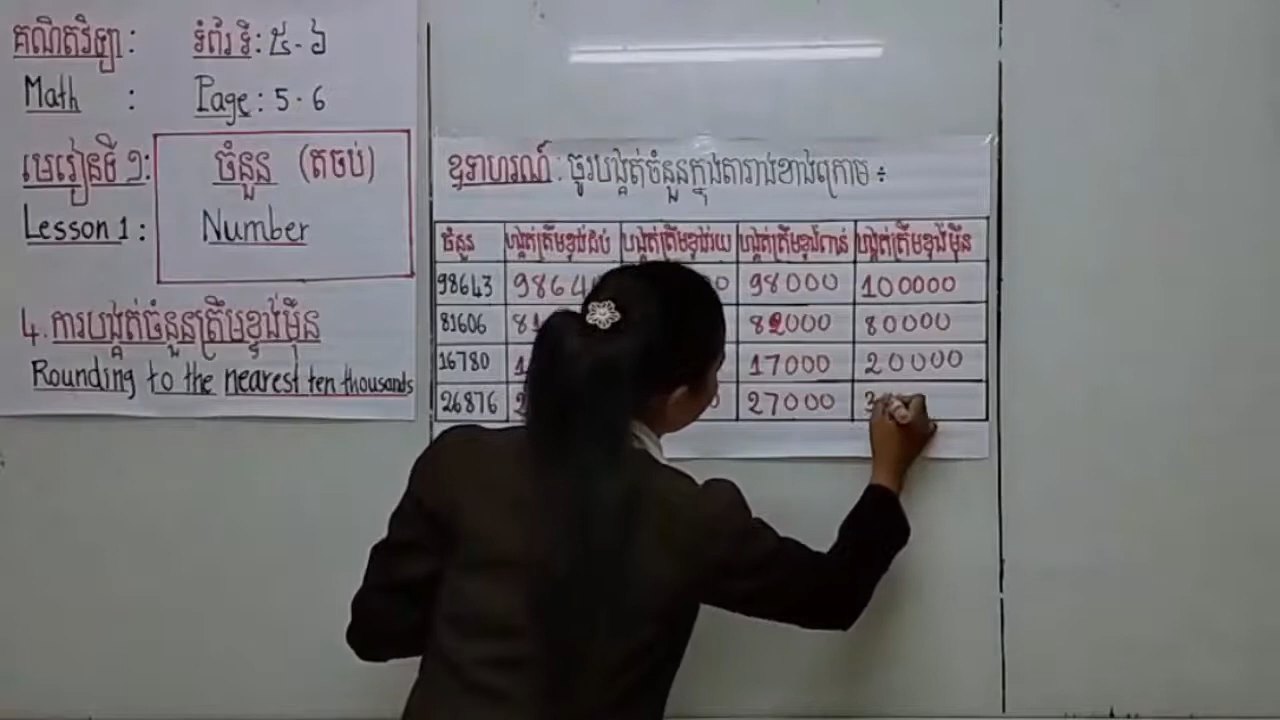 គណិតវិទ្យា : ទំព័រទី : ៥ - ៦
Math : Page : 5 - 6
មេរៀនទី ១ : ចំនួន (តចប់)
Lesson 1 : Number
4. ការបង្គត់ចំនួនត្រឹមខ្ទង់ម៉ឺន
Rounding to the nearest ten thousands
ឧទាហរណ៍ : ចូរបង្គត់ចំនួនក្នុងតារាងខាងក្រោម ៖
ចំនួន បង្គត់ត្រឹមខ្ទង់ដប់ បង្គត់ត្រឹមខ្ទង់រយ បង្គត់ត្រឹមខ្ទង់ពាន់ បង្គត់ត្រឹមខ្ទង់ម៉ឺន
98643 9864 0 98000 100000
81606 81 82000 80000
16780 1 17000 20000
26876 2 0 27000 3